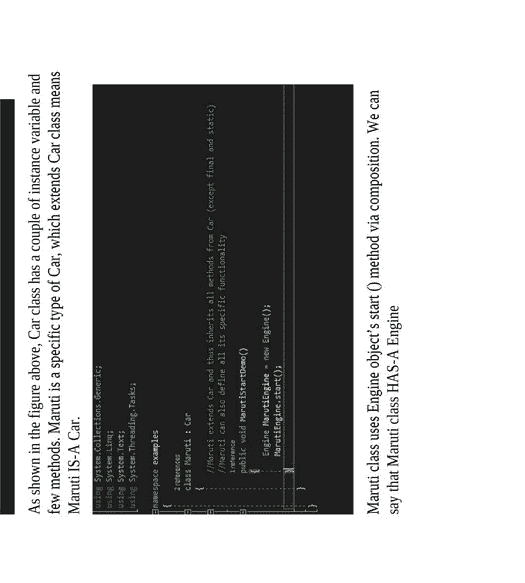 As shown in the figure above, Car class has a couple of instance variable and
few methods. Maruti is a specific type of Car, which extends Car class means
Maruti IS-A Car.
using System.Collections.Generic;
using System.Linq;
using System.Text;
using System.Threading.Tasks;
namespace examples
{
2references
class Maruti : Car
{
//Maruti extends Car and thus inherits all methods from Car (except final and static)
//Maruti can also define all its specific functionality
1reference
public void MarutiStartDemo()
{
Engine MarutiEngine = new Engine();
MarutiEngine.start();
}
}
}
Maruti class uses Engine object's start () method via composition. We can
say that Maruti class HAS-A Engine